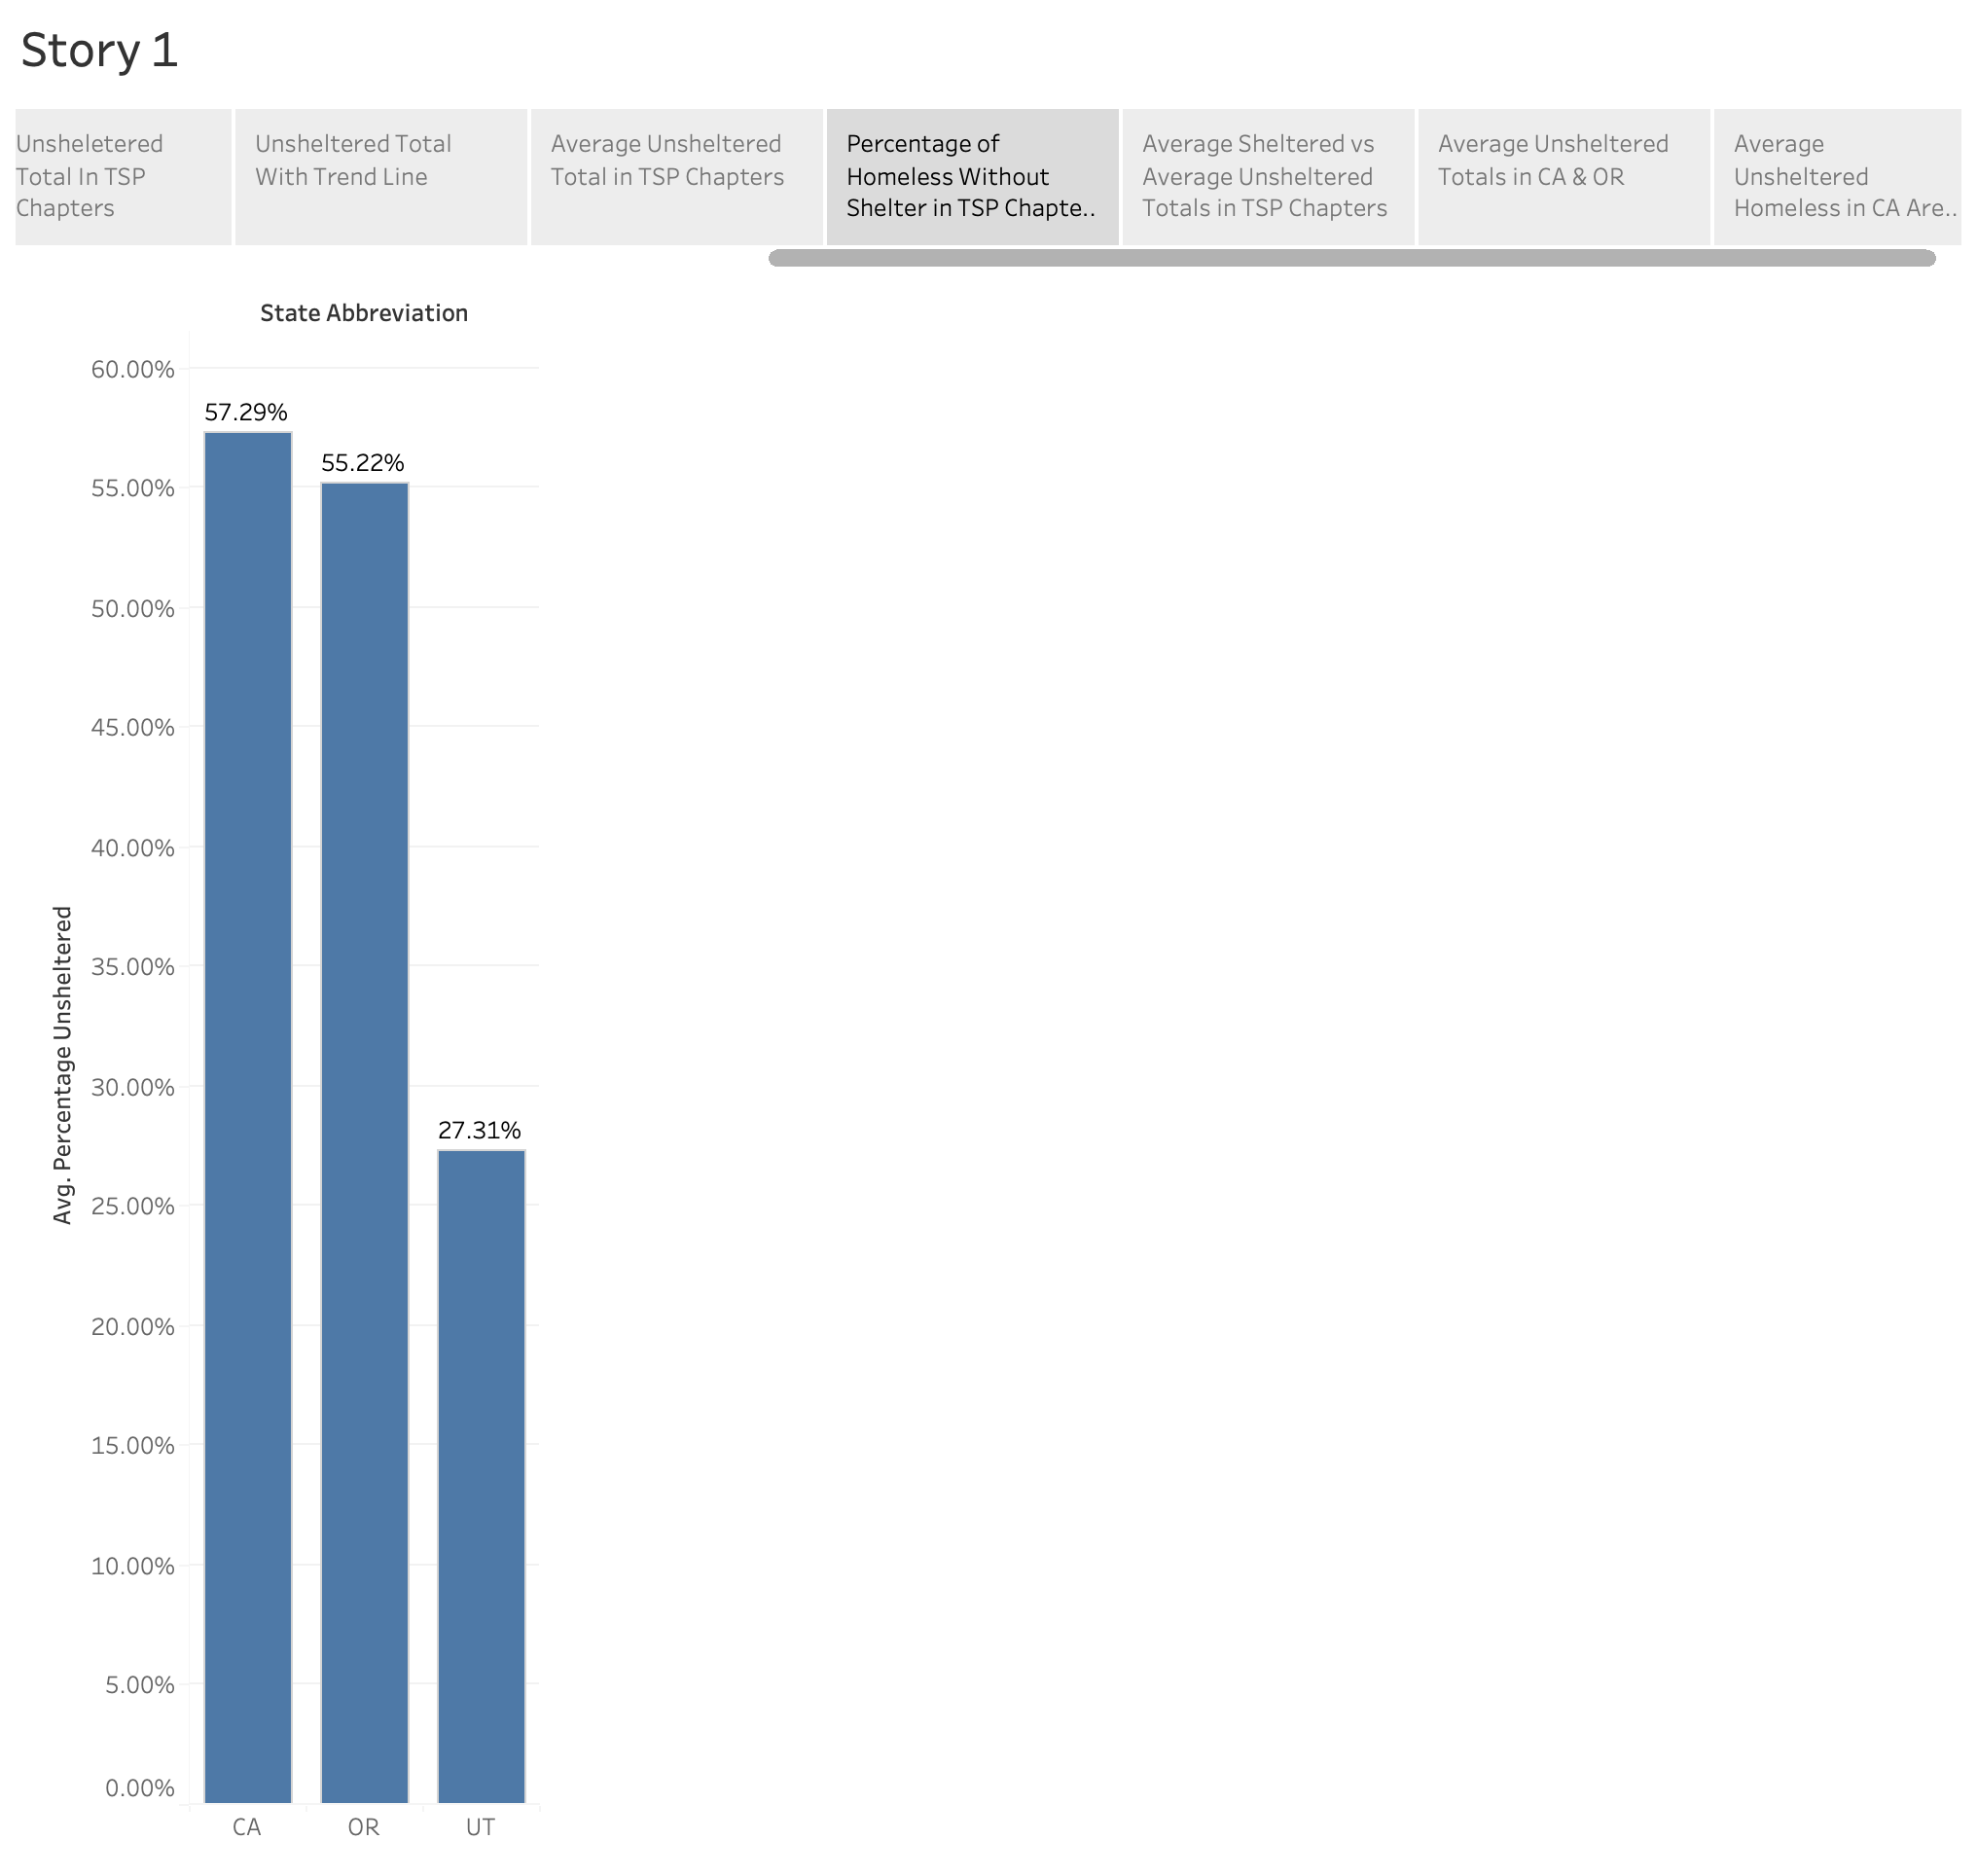 Story 1
Unsheletered
Total In TSP
Chapters
Unsheltered Total
With Trend Line
Average Unsheltered
Total in TSP Chapters
Percentage of
Homeless Without
Shelter in TSP Chapte..
Average Sheltered vs
Average Unsheltered
Totals in TSP Chapters
Average Unsheltered
Totals in CA & OR
Average
Unsheltered
Homeless in CA Are..
State Abbreviation
60.00%
57.29%
55.22%
55.00%
50.00%
45.00%
40.00%
35.00%
30.00%
27.31%
25.00%
20.00%
15.00%
10.00%
5.00%
0.00%
Avg. Percentage Unsheltered
CA OR UT